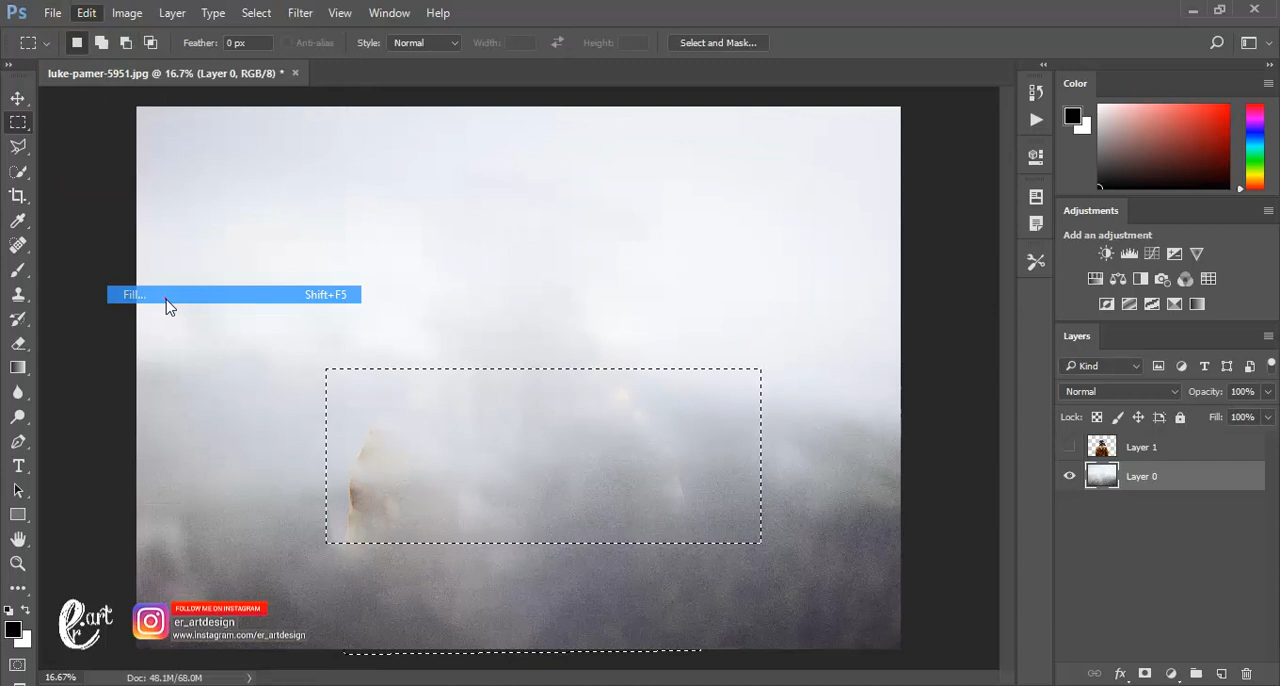 Ps File Edit Image Layer Type Select Filter View Window Help
Feather: 0 px Anti-alias Style: Normal Width: Height: Select and Mask...
luke-pamer-5951.jpg @ 16.7% (Layer 0, RGB/8) * ×
Color
Adjustments
Add an adjustment
Fill... Shift+F5
Layers
Kind
Normal Opacity: 100%
Lock: Fill: 100%
Layer 1
Layer 0
er art
FOLLOW ME ON INSTAGRAM
er_artdesign
www.instagram.com/er_artdesign
16.67% Doc: 48.1M/68.0M